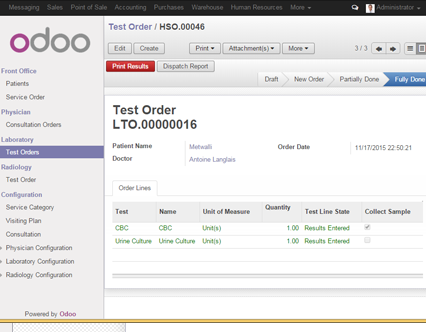 Messaging Sales Point of Sale Accounting Purchases Warehouse Human Resources More Administrator
odoo
Front Office
Patients
Service Order
Physician
Consultation Orders
Laboratory
Test Orders
Radiology
Test Order
Configuration
Service Category
Visiting Plan
Consultation
Physician Configuration
Laboratory Configuration
Radiology Configuration
Powered by Odoo
Test Order / HSO.00046
Edit Create Print Attachment(s) More 3 / 3
Print Results Dispatch Report
Draft New Order Partially Done Fully Done
Test Order
LTO.00000016
Patient Name Metwalli Order Date 11/17/2015 22:50:21
Doctor Antoine Langlais
Order Lines
Test Name Unit of Measure Quantity Test Line State Collect Sample
CBC CBC Unit(s) 1.00 Results Entered
Urine Culture Urine Culture Unit(s) 1.00 Results Entered